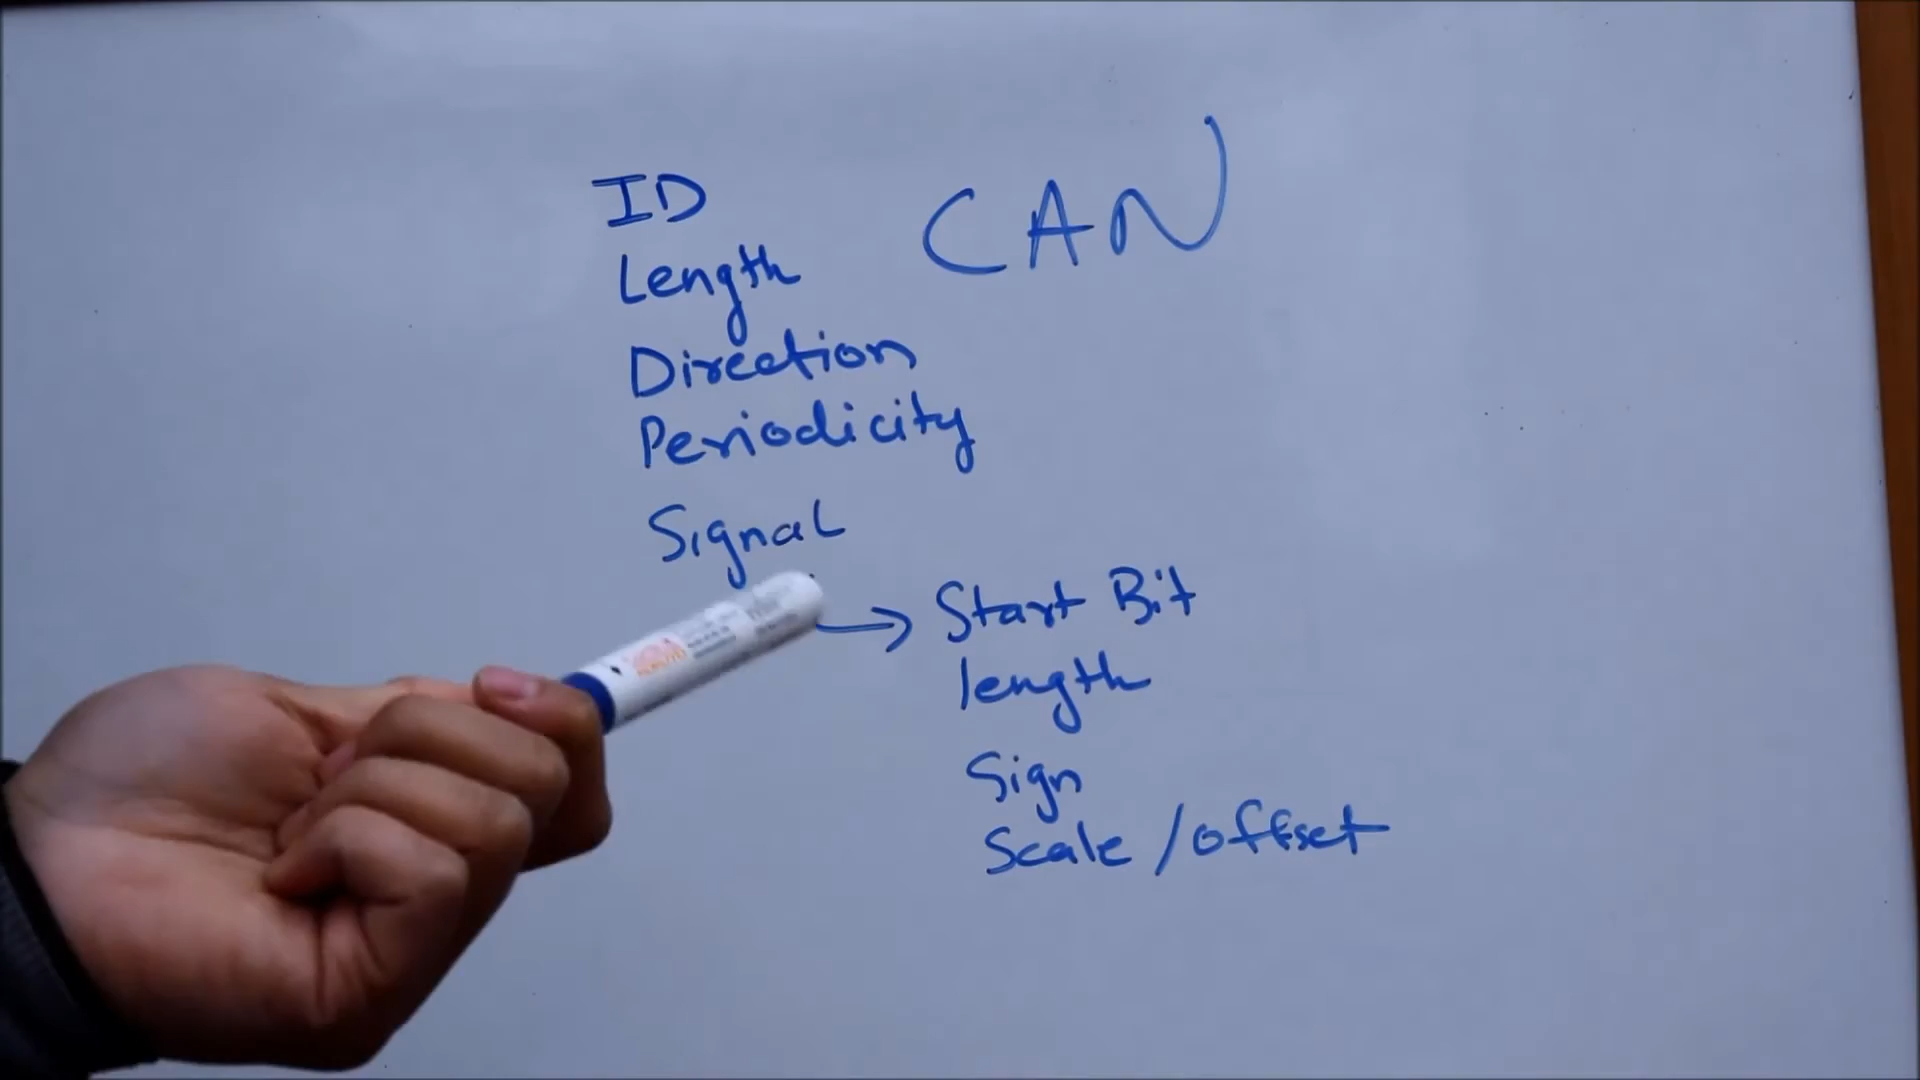 CAN
ID
Length
Direction
Periodicity
Signal
→ Start Bit
length
Sign
Scale / offset